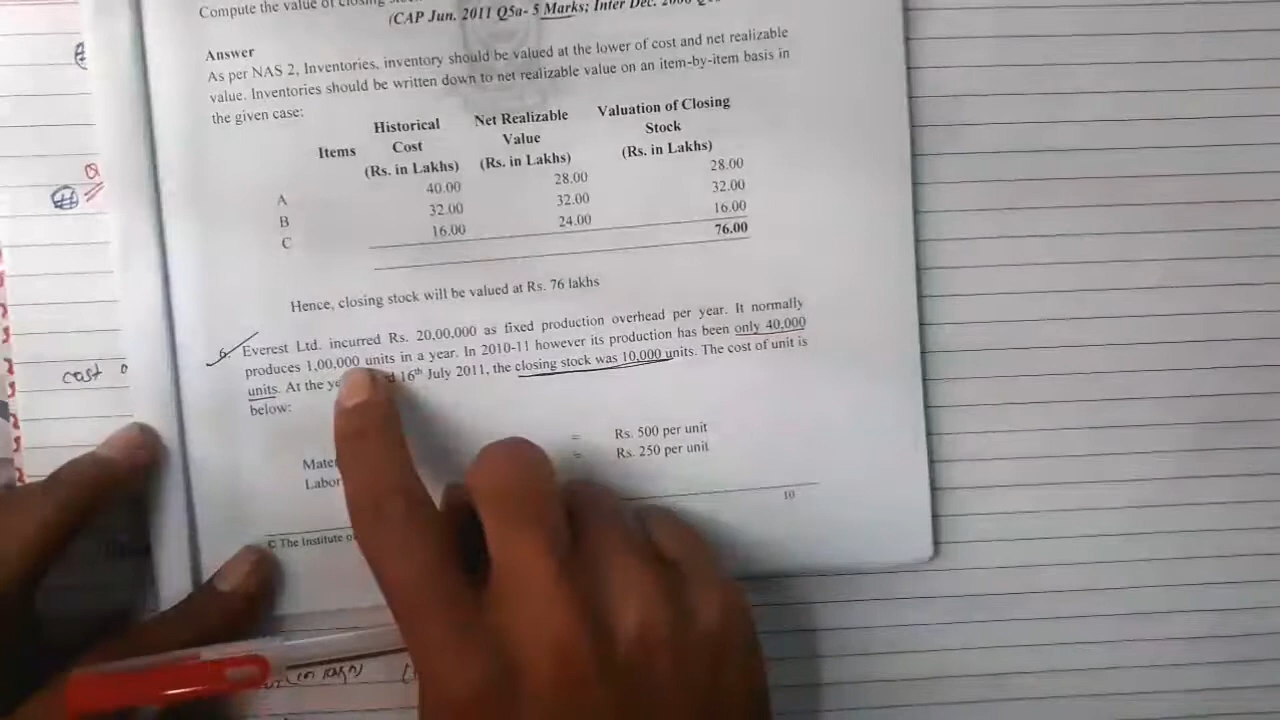 Compute the value of closing
(CAP Jun. 2011 Q5a- 5 Marks; Inter Dec.
Answer
As per NAS 2, Inventories, inventory should be valued at the lower of cost and net realizable
value. Inventories should be written down to net realizable value on an item-by-item basis in
the given case:
Items Historical Cost (Rs. in Lakhs) Net Realizable Value (Rs. in Lakhs) Valuation of Closing Stock (Rs. in Lakhs)
A 40.00 28.00 28.00
B 32.00 32.00 32.00
C 16.00 24.00 16.00
76.00
Hence, closing stock will be valued at Rs. 76 lakhs
6. Everest Ltd. incurred Rs. 20,00,000 as fixed production overhead per year. It normally
produces 1,00,000 units in a year. In 2010-11 however its production has been only 40,000
units. At the 16th July 2011, the closing stock was 10,000 units. The cost of unit is
below:
= Rs. 500 per unit
Labor = Rs. 250 per unit
10
© The Institute
cost